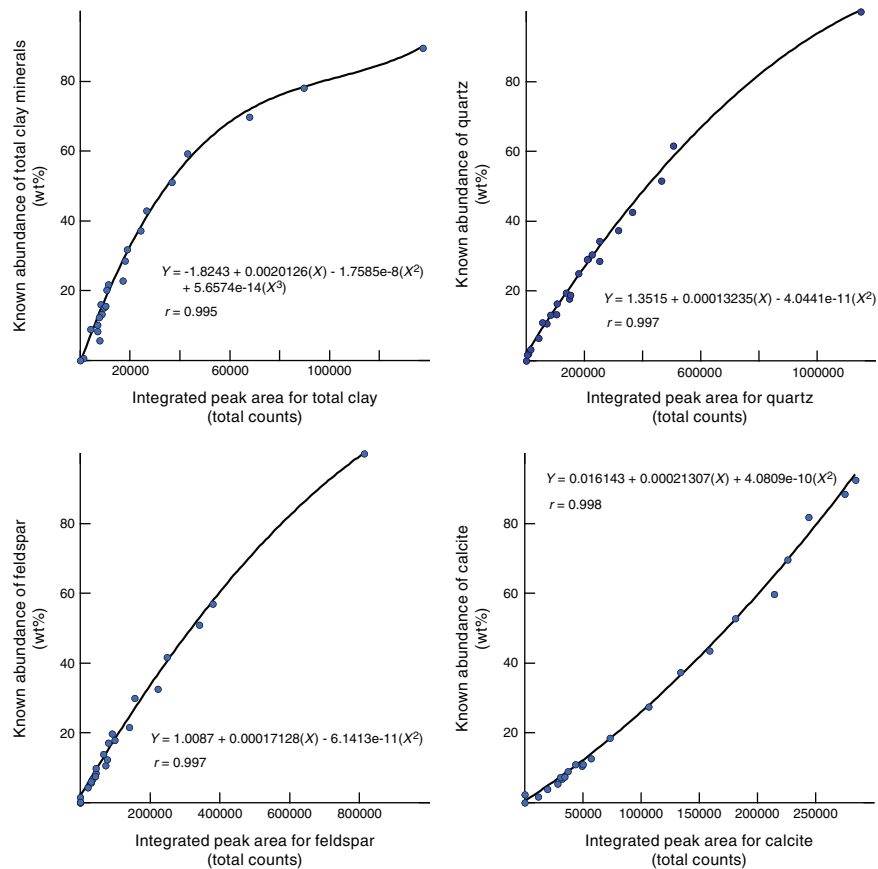 Known abundance of total clay minerals
(wt%)
80
60
40
20
Y = -1.8243 + 0.0020126(X) - 1.7585e-8(X²)
+ 5.6574e-14(X³)
r = 0.995
20000 60000 100000
Integrated peak area for total clay
(total counts)
Known abundance of quartz
(wt%)
80
60
40
20
Y = 1.3515 + 0.00013235(X) - 4.0441e-11(X²)
r = 0.997
200000 600000 1000000
Integrated peak area for quartz
(total counts)
Known abundance of feldspar
(wt%)
80
60
40
20
Y = 1.0087 + 0.00017128(X) - 6.1413e-11(X²)
r = 0.997
200000 400000 600000 800000
Integrated peak area for feldspar
(total counts)
Known abundance of calcite
(wt%)
Y = 0.016143 + 0.00021307(X) + 4.0809e-10(X²)
r = 0.998
80
60
40
20
50000 100000 150000 200000 250000
Integrated peak area for calcite
(total counts)